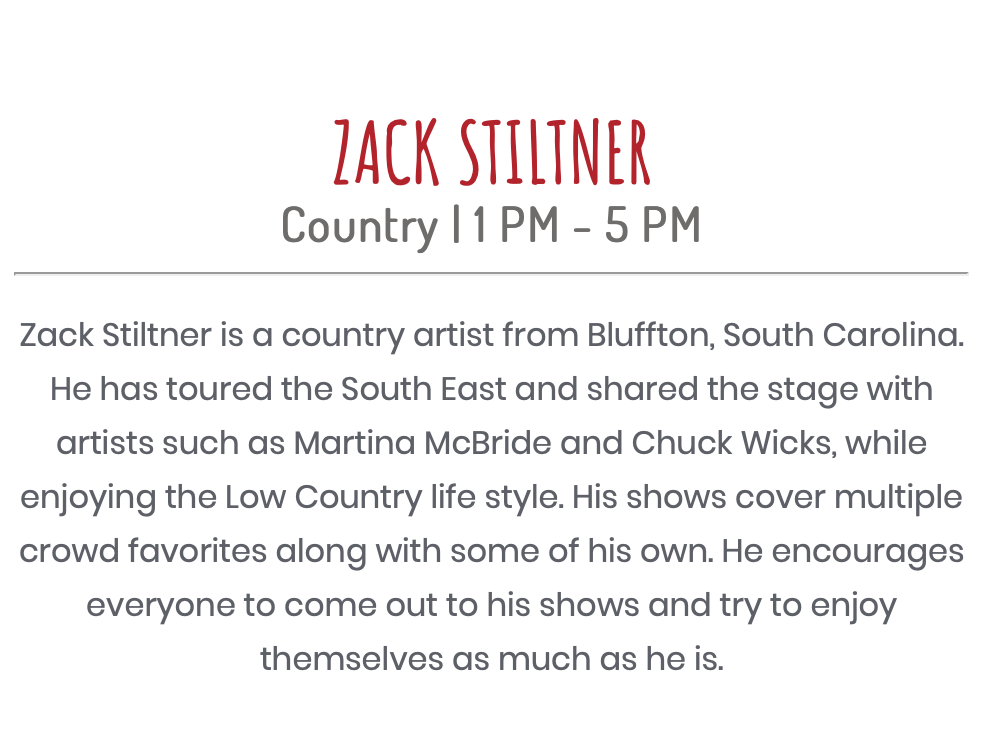 ZACK STILTNER
Country | 1 PM - 5 PM
Zack Stiltner is a country artist from Bluffton, South Carolina.
He has toured the South East and shared the stage with
artists such as Martina McBride and Chuck Wicks, while
enjoying the Low Country life style. His shows cover multiple
crowd favorites along with some of his own. He encourages
everyone to come out to his shows and try to enjoy
themselves as much as he is.